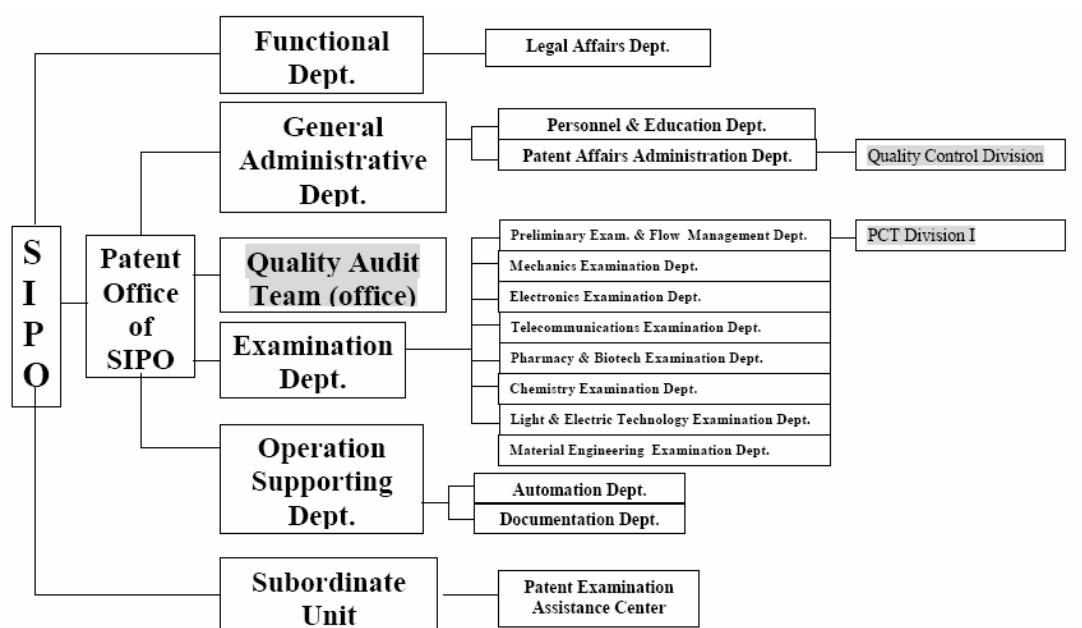 SIPO
Patent
Office
of
SIPO
Functional
Dept.
Legal Affairs Dept.
General
Administrative
Dept.
Personnel & Education Dept.
Patent Affairs Administration Dept.
Quality Control Division
Quality Audit
Team (office)
Examination
Dept.
Preliminary Exam. & Flow Management Dept.
PCT Division I
Mechanics Examination Dept.
Electronics Examination Dept.
Telecommunications Examination Dept.
Pharmacy & Biotech Examination Dept.
Chemistry Examination Dept.
Light & Electric Technology Examination Dept.
Material Engineering Examination Dept.
Operation
Supporting
Dept.
Automation Dept.
Documentation Dept.
Subordinate
Unit
Patent Examination
Assistance Center